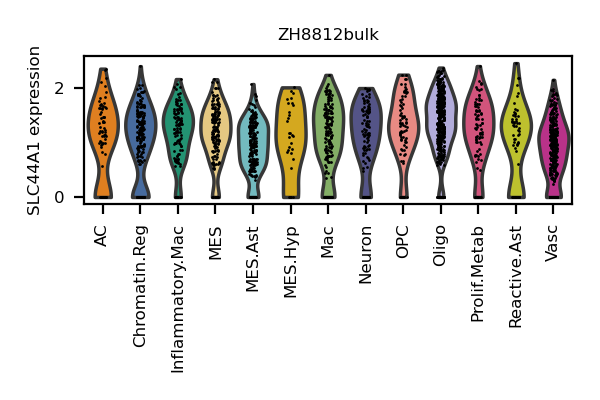 ZH8812bulk
SLC44A1 expression
2
0
AC
Chromatin.Reg
Inflammatory.Mac
MES
MES.Ast
MES.Hyp
Mac
Neuron
OPC
Oligo
Prolif.Metab
Reactive.Ast
Vasc